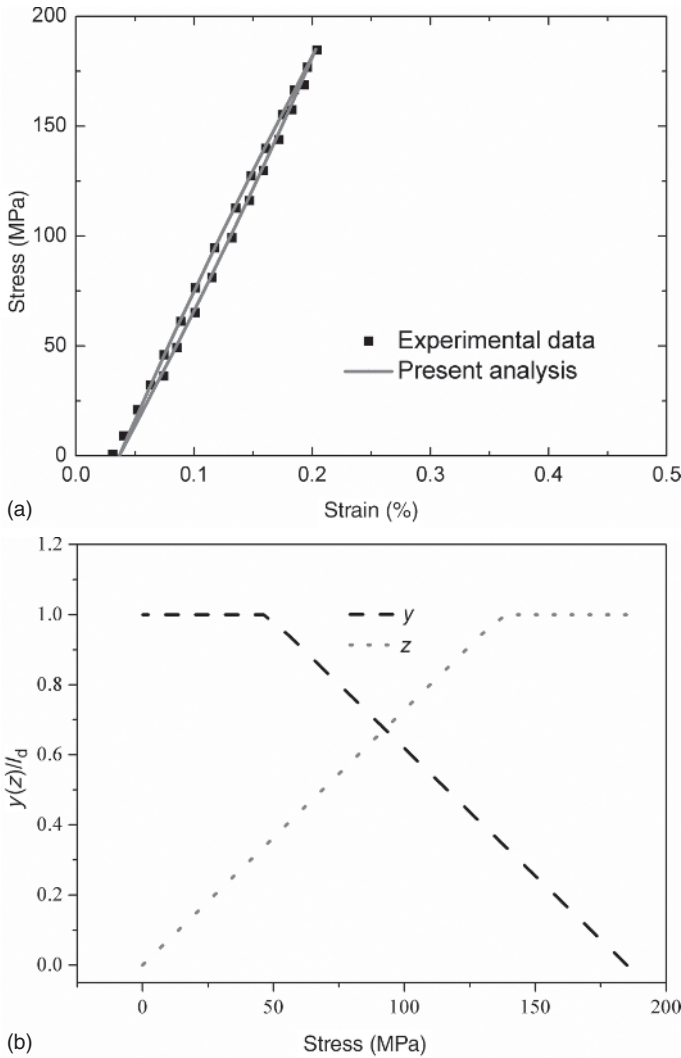 200
150
100
50
0
Stress (MPa)
Experimental data
Present analysis
0.0 0.1 0.2 0.3 0.4 0.5
(a) Strain (%)
1.2
1.0
0.8
0.6
0.4
0.2
0.0
y(z)/l_d
y
z
0 50 100 150 200
(b) Stress (MPa)